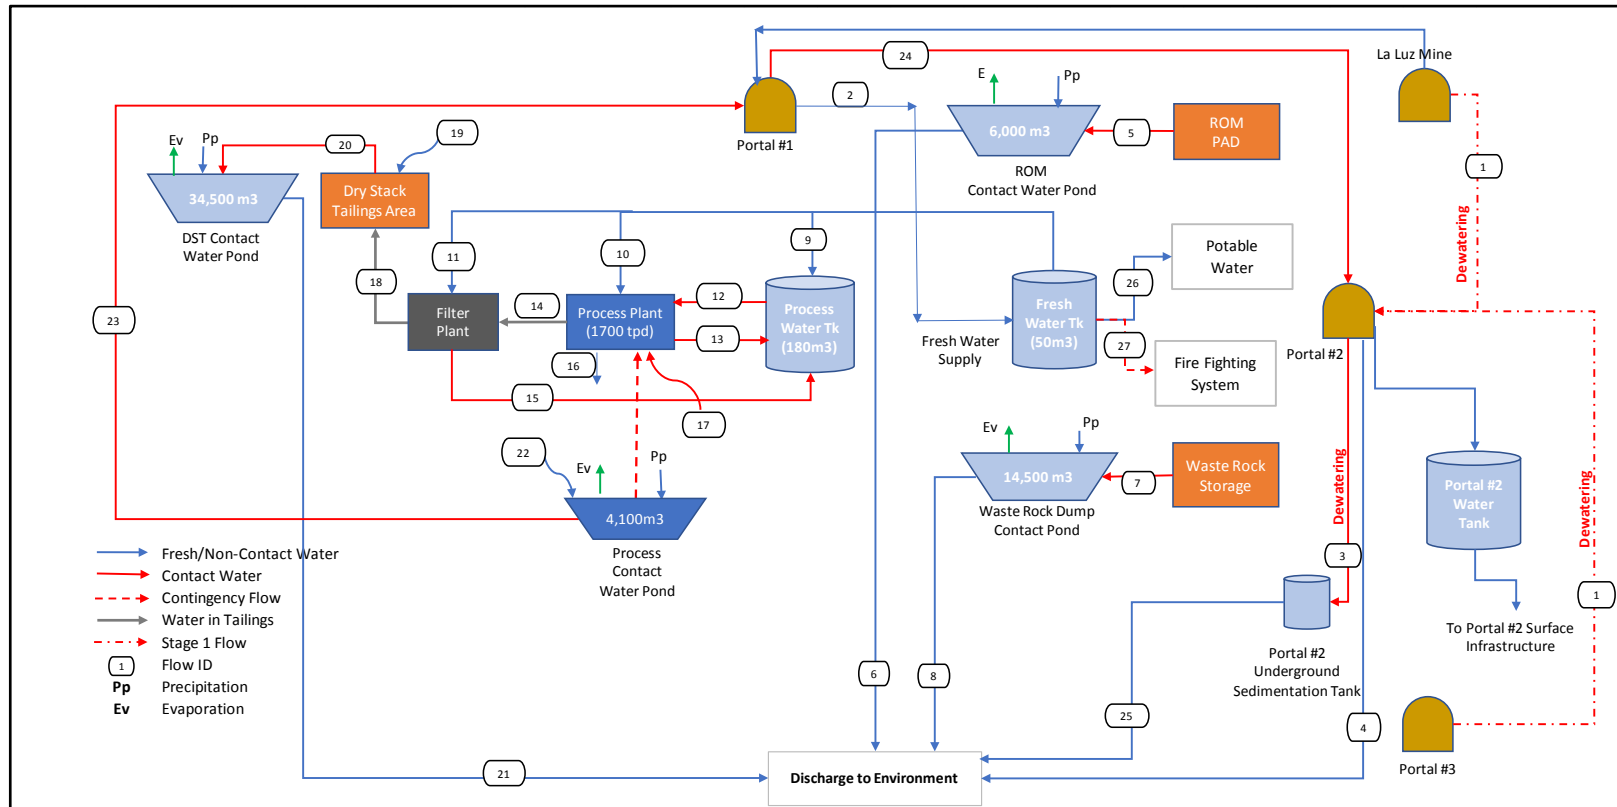 24
La Luz Mine
2
E
Pp
6,000 m3
5
ROM
PAD
Portal #1
ROM
Contact Water Pond
Ev
Pp
20
19
34,500 m3
Dry Stack
Tailings Area
DST Contact
Water Pond
1
Dewatering
11
10
9
Potable
Water
18
14
12
26
Filter
Plant
Process Plant
(1700 tpd)
Process
Water Tk
(180m3)
Fresh
Water Tk
(50m3)
23
13
27
Fresh Water
Supply
Portal #2
16
Fire Fighting
System
15
17
22
Ev
Pp
4,100m3
Process
Contact
Water Pond
Ev
Pp
14,500 m3
7
Waste Rock
Storage
Waste Rock Dump
Contact Pond
Dewatering
Portal #2
Water
Tank
Dewatering
3
1
Portal #2
Underground
Sedimentation Tank
To Portal #2 Surface
Infrastructure
Fresh/Non-Contact Water
Contact Water
Contingency Flow
Water in Tailings
Stage 1 Flow
1 Flow ID
Pp Precipitation
Ev Evaporation
6
8
25
4
Portal #3
21
Discharge to Environment